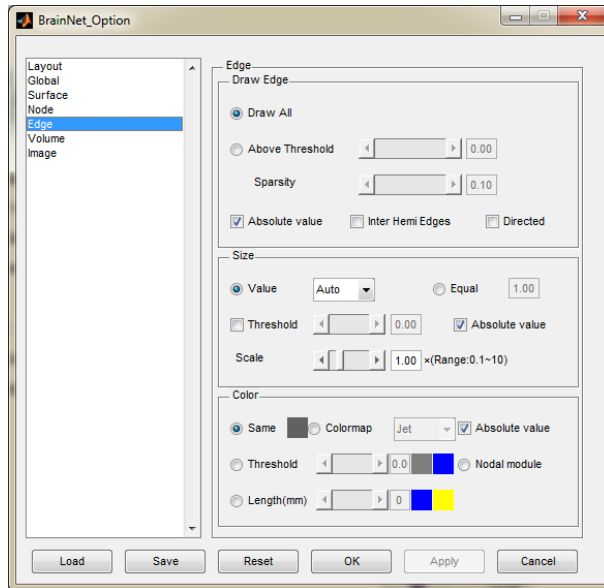 BrainNet_Option
Layout
Global
Surface
Node
Edge
Volume
Image
Edge
Draw Edge
Draw All
Above Threshold 0.00
Sparsity 0.10
Absolute value Inter Hemi Edges Directed
Size
Value Auto Equal 1.00
Threshold 0.00 Absolute value
Scale 1.00 ×(Range:0.1~10)
Color
Same Colormap Jet Absolute value
Threshold 0.0 Nodal module
Length(mm) 0
Load Save Reset OK Apply Cancel